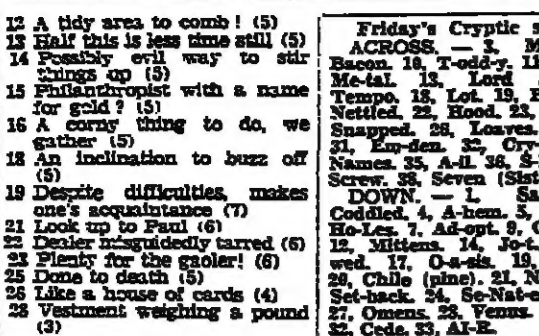 12 A tidy area to comb! (5)
13 Half this is less time still (5)
14 Possibly evil way to stir
things up (5)
15 Philanthropist with a name
for gold? (5)
16 A corny thing to do, we
gather (5)
18 An inclination to buzz off
(5)
19 Despite difficulties, makes
one's acquaintance (7)
21 Look up to Paul (6)
22 Dealer misguidedly tarred (6)
23 Plenty for the gaoler! (6)
25 Done to death (5)
26 Like a house of cards (4)
28 Vestment weighing a pound
(3)
Friday's Cryptic s
ACROSS. — 3, M
Bacon. 10, T-odd-y. 11
Me-tal. 13, Lord
Tempo. 18, Lot. 19,
Nettled. 22, Hood. 23,
Snapped. 26, Loaves.
31, Em-den. 32, Cry-
Names. 35, A-il. 36, S-
Screw. 38, Seven (Sist
DOWN. — 1, Sa
Coddled. 4, A-hem. 5,
Ho-Les. 7, Ad-opt. 9, C
12, Mittens. 14, Jo-t.
wed. 17, O-a-sis. 19,
20, Chile (pine). 21, N
Set-back. 24, Se-Nat-e
27, Omens. 28, Venus.
32, Cede. 33,